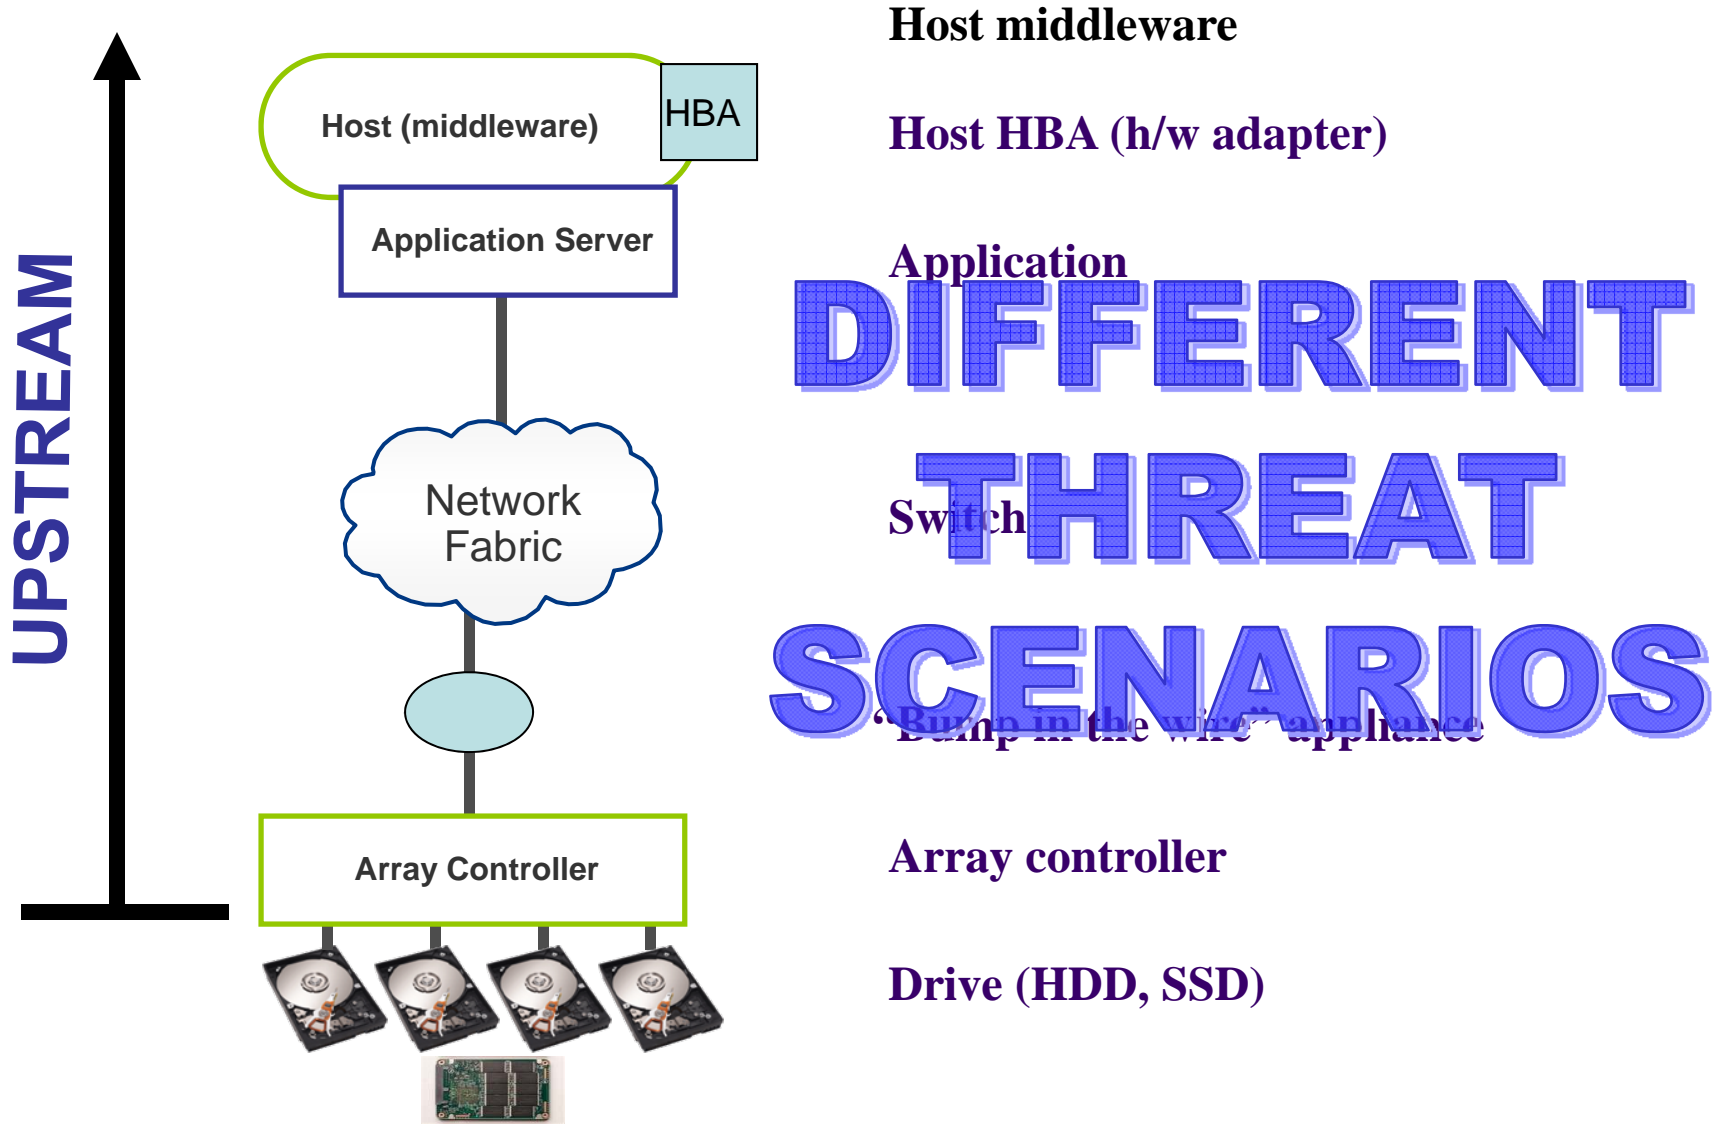 UPSTREAM
Host (middleware)
HBA
Application Server
Network
Fabric
Array Controller
Host middleware
Host HBA (h/w adapter)
Application
DIFFERENT
THREAT
Switch
SCENARIOS
“Bump in the wire” appliance
Array controller
Drive (HDD, SSD)